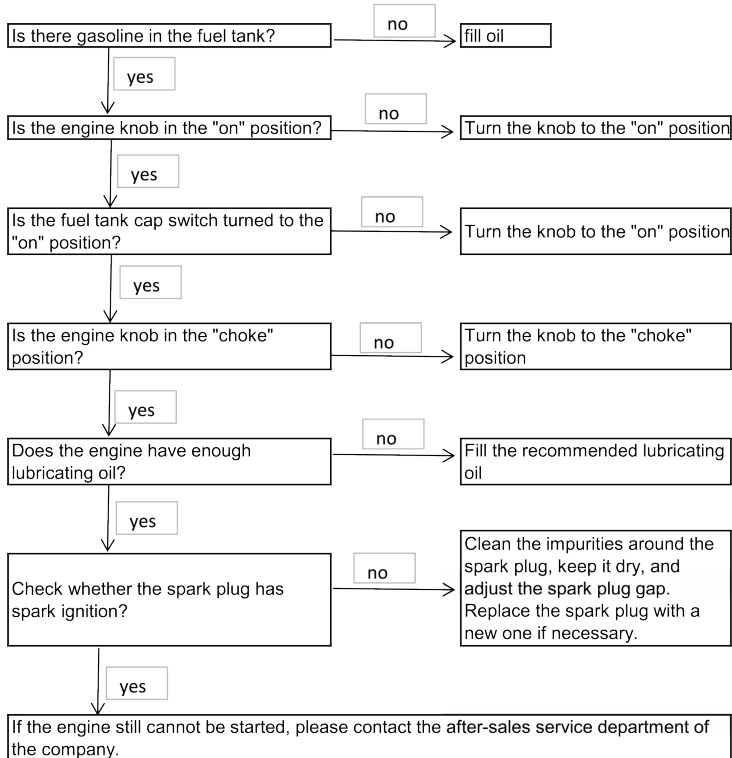 Is there gasoline in the fuel tank?
no
fill oil
yes
Is the engine knob in the "on" position?
no
Turn the knob to the "on" position
yes
Is the fuel tank cap switch turned to the
"on" position?
no
Turn the knob to the "on" position
yes
Is the engine knob in the "choke"
position?
no
Turn the knob to the "choke"
position
yes
Does the engine have enough
lubricating oil?
no
Fill the recommended lubricating
oil
yes
Check whether the spark plug has
spark ignition?
no
Clean the impurities around the
spark plug, keep it dry, and
adjust the spark plug gap.
Replace the spark plug with a
new one if necessary.
yes
If the engine still cannot be started, please contact the after-sales service department of
the company.